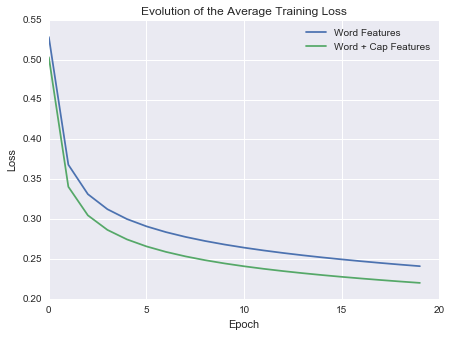 Evolution of the Average Training Loss
Word Features
Word + Cap Features
0.55
0.50
0.45
0.40
0.35
0.30
0.25
0.20
Loss
0
5
10
15
20
Epoch